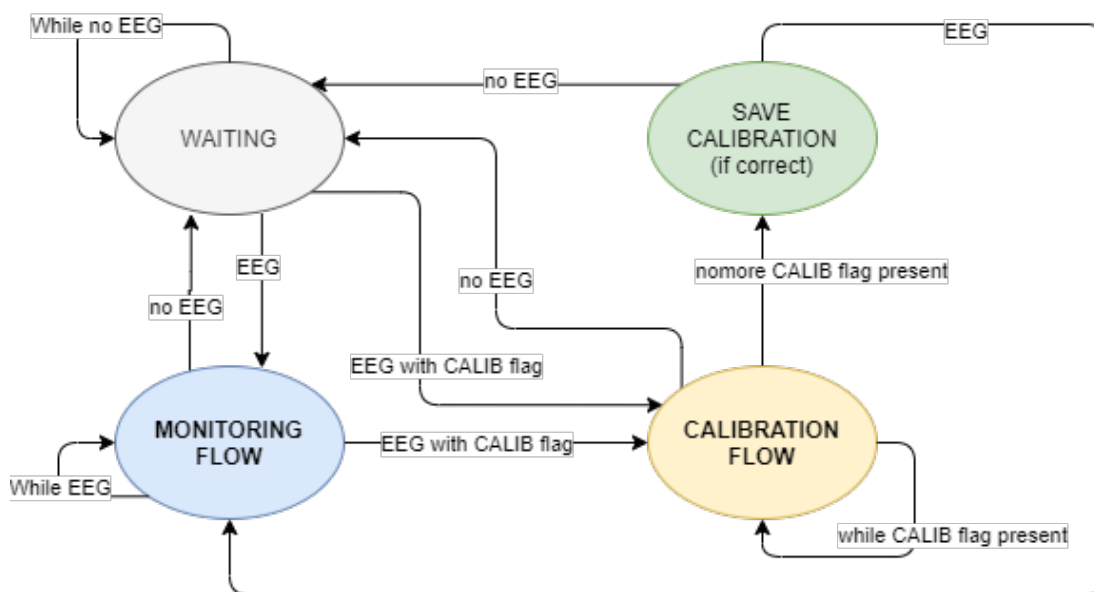 While no EEG
EEG
no EEG
WAITING
SAVE
CALIBRATION
(if correct)
EEG
no EEG
nomore CALIB flag present
no EEG
EEG with CALIB flag
MONITORING
FLOW
EEG with CALIB flag
CALIBRATION
FLOW
While EEG
while CALIB flag present